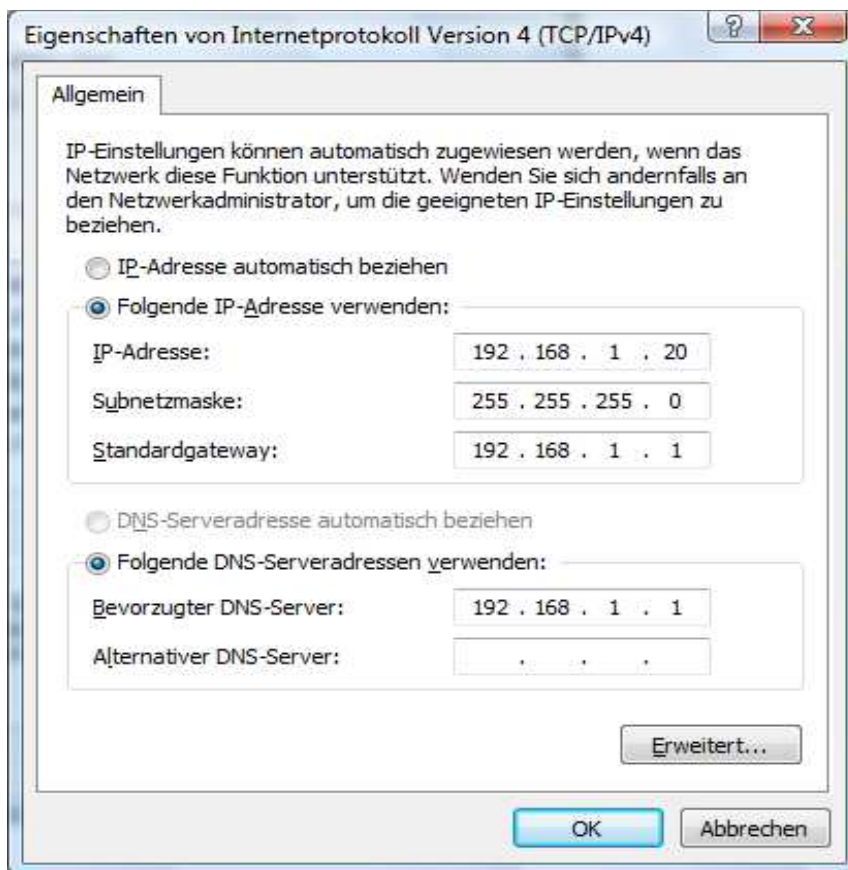 Eigenschaften von Internetprotokoll Version 4 (TCP/IPv4)
Allgemein
IP-Einstellungen können automatisch zugewiesen werden, wenn das
Netzwerk diese Funktion unterstützt. Wenden Sie sich andernfalls an
den Netzwerkadministrator, um die geeigneten IP-Einstellungen zu
beziehen.
IP-Adresse automatisch beziehen
Folgende IP-Adresse verwenden:
IP-Adresse: 192 . 168 . 1 . 20
Subnetzmaske: 255 . 255 . 255 . 0
Standardgateway: 192 . 168 . 1 . 1
DNS-Serveradresse automatisch beziehen
Folgende DNS-Serveradressen verwenden:
Bevorzugter DNS-Server: 192 . 168 . 1 . 1
Alternativer DNS-Server: . . .
Erweitert...
OK Abbrechen